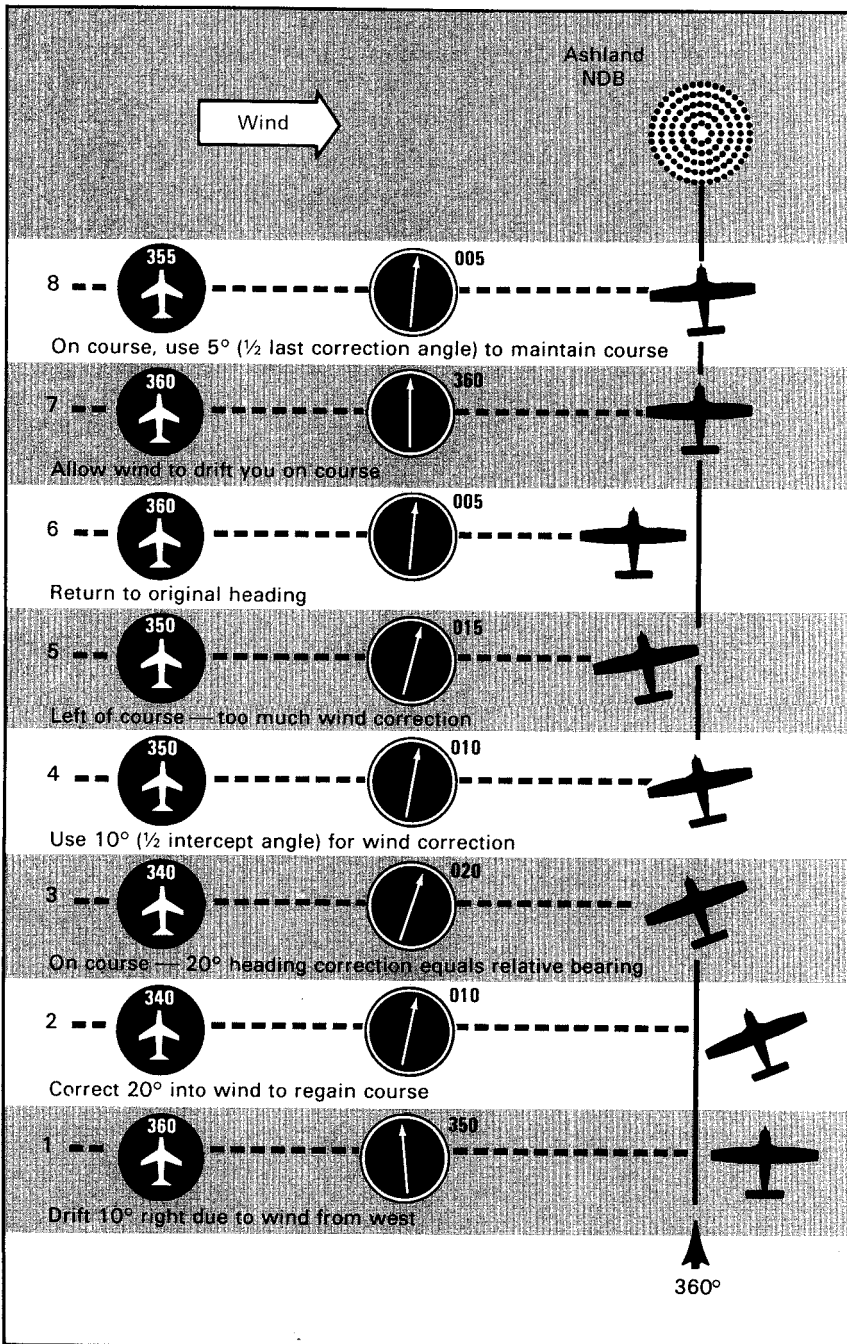 Ashland
NDB
Wind
355
005
8
On course, use 5° (½ last correction angle) to maintain course
360
360
7
Allow wind to drift you on course
360
005
6
Return to original heading
350
015
5
Left of course — too much wind correction
350
010
4
Use 10° (½ intercept angle) for wind correction
340
020
3
On course — 20° heading correction equals relative bearing
340
010
2
Correct 20° into wind to regain course
360
350
1
Drift 10° right due to wind from west
360°